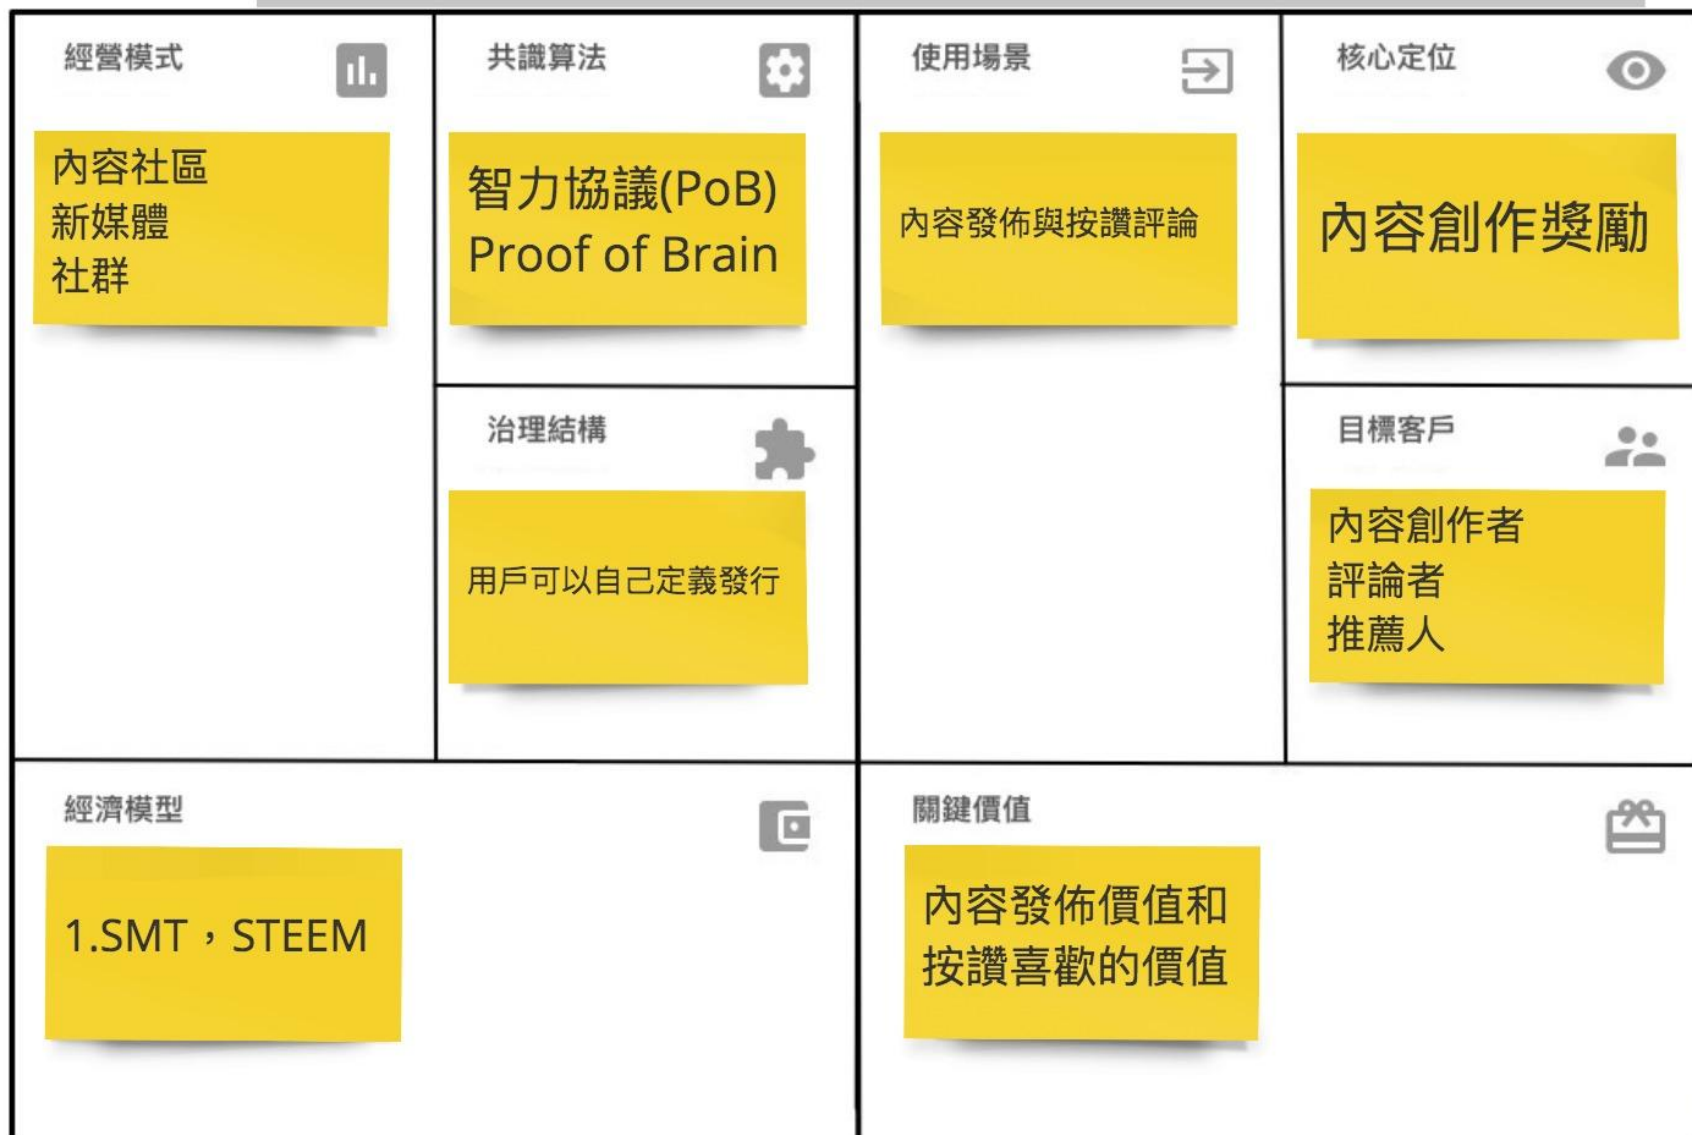 經營模式
內容社區
新媒體
社群
共識算法
智力協議(PoB)
Proof of Brain
治理結構
用戶可以自己定義發行
使用場景
內容發佈與按讚評論
核心定位
內容創作獎勵
目標客戶
內容創作者
評論者
推薦人
經濟模型
1.SMT，STEEM
關鍵價值
內容發佈價值和
按讚喜歡的價值